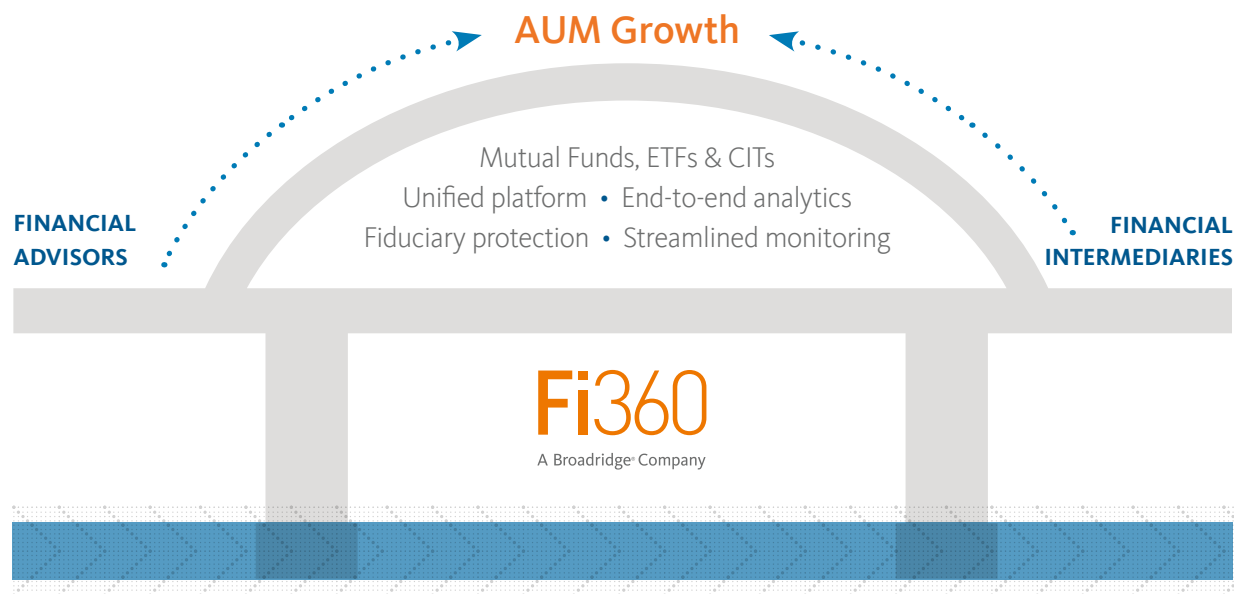 AUM Growth
Mutual Funds, ETFs & CITs
Unified platform • End-to-end analytics
Fiduciary protection • Streamlined monitoring
FINANCIAL
ADVISORS
FINANCIAL
INTERMEDIARIES
Fi360
A Broadridge® Company